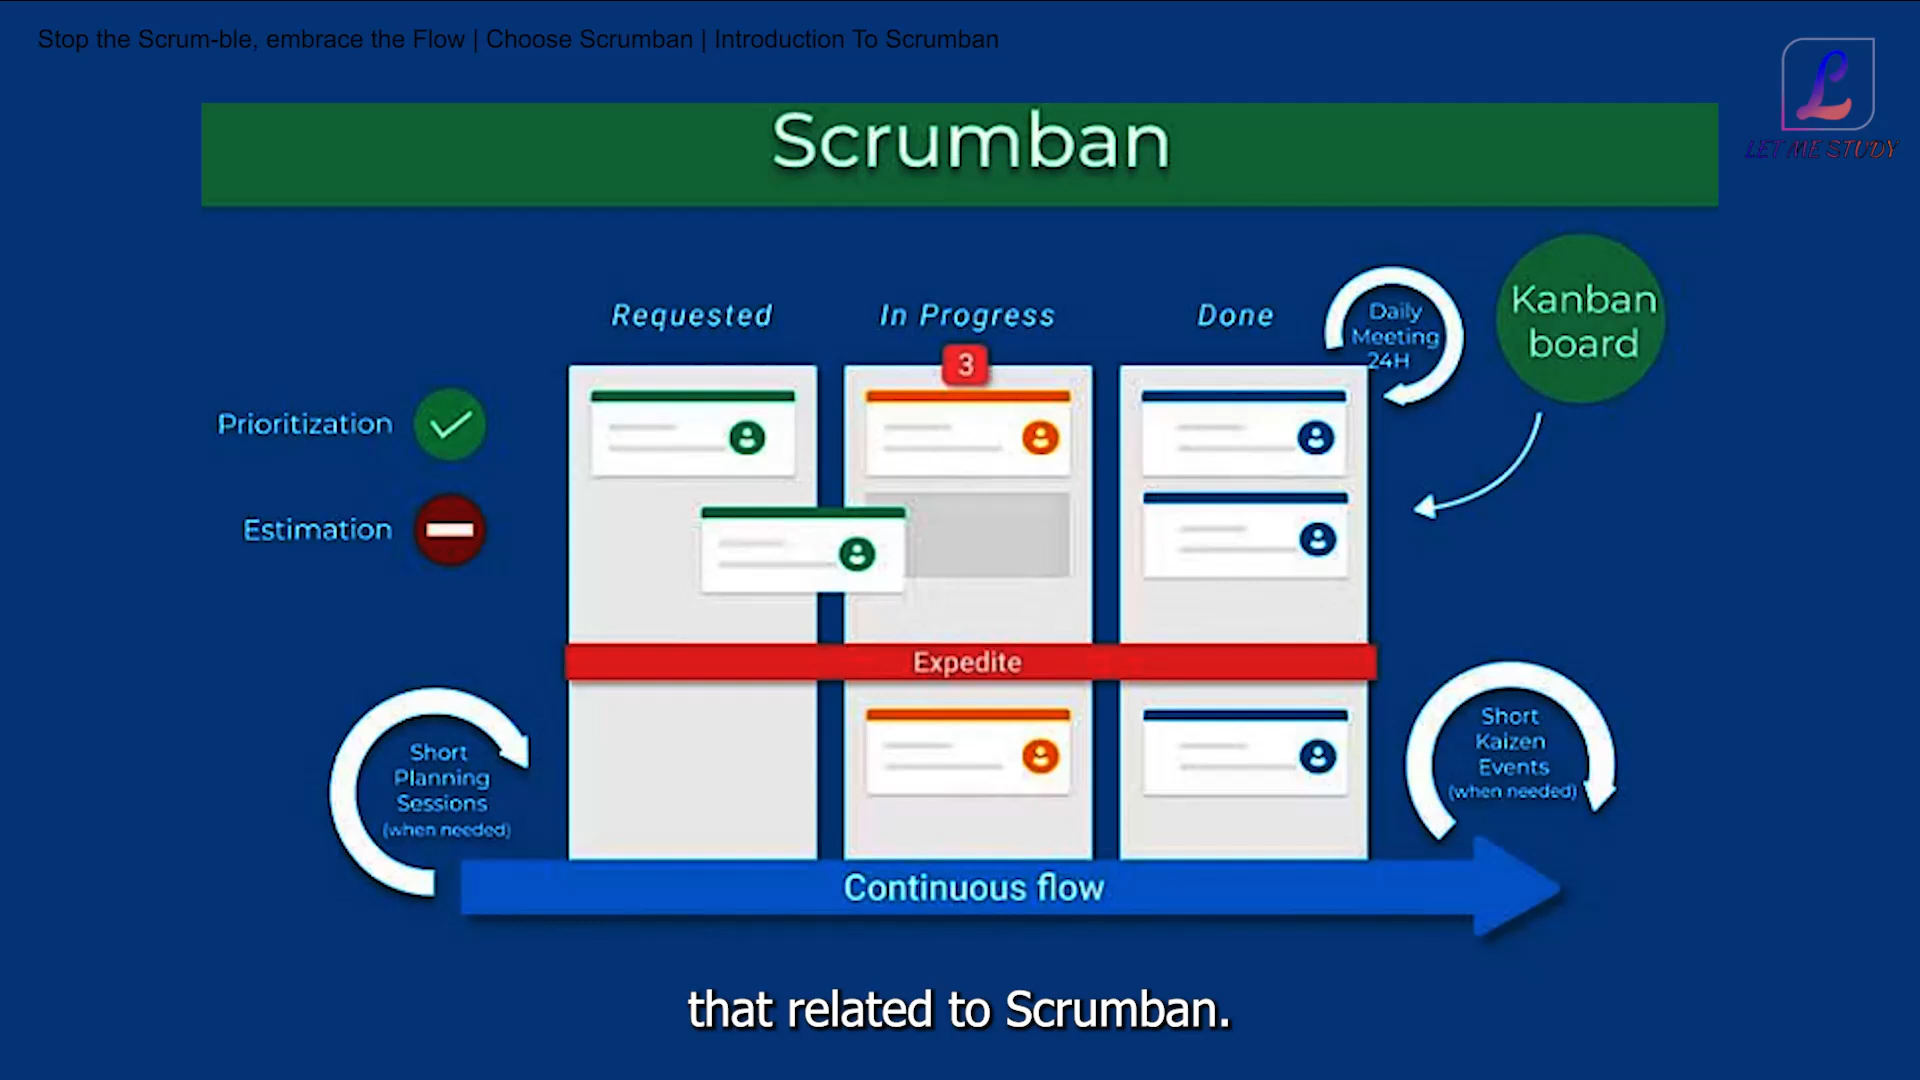 Stop the Scrum-ble, embrace the Flow | Choose Scrumban | Introduction To Scrumban
LET ME STUDY
Scrumban
Requested
In Progress
Done
Daily
Meeting
24H
Kanban
board
3
Prioritization
Estimation
Expedite
Short
Planning
Sessions
(when needed)
Short
Kaizen
Events
(when needed)
Continuous flow
that related to Scrumban.